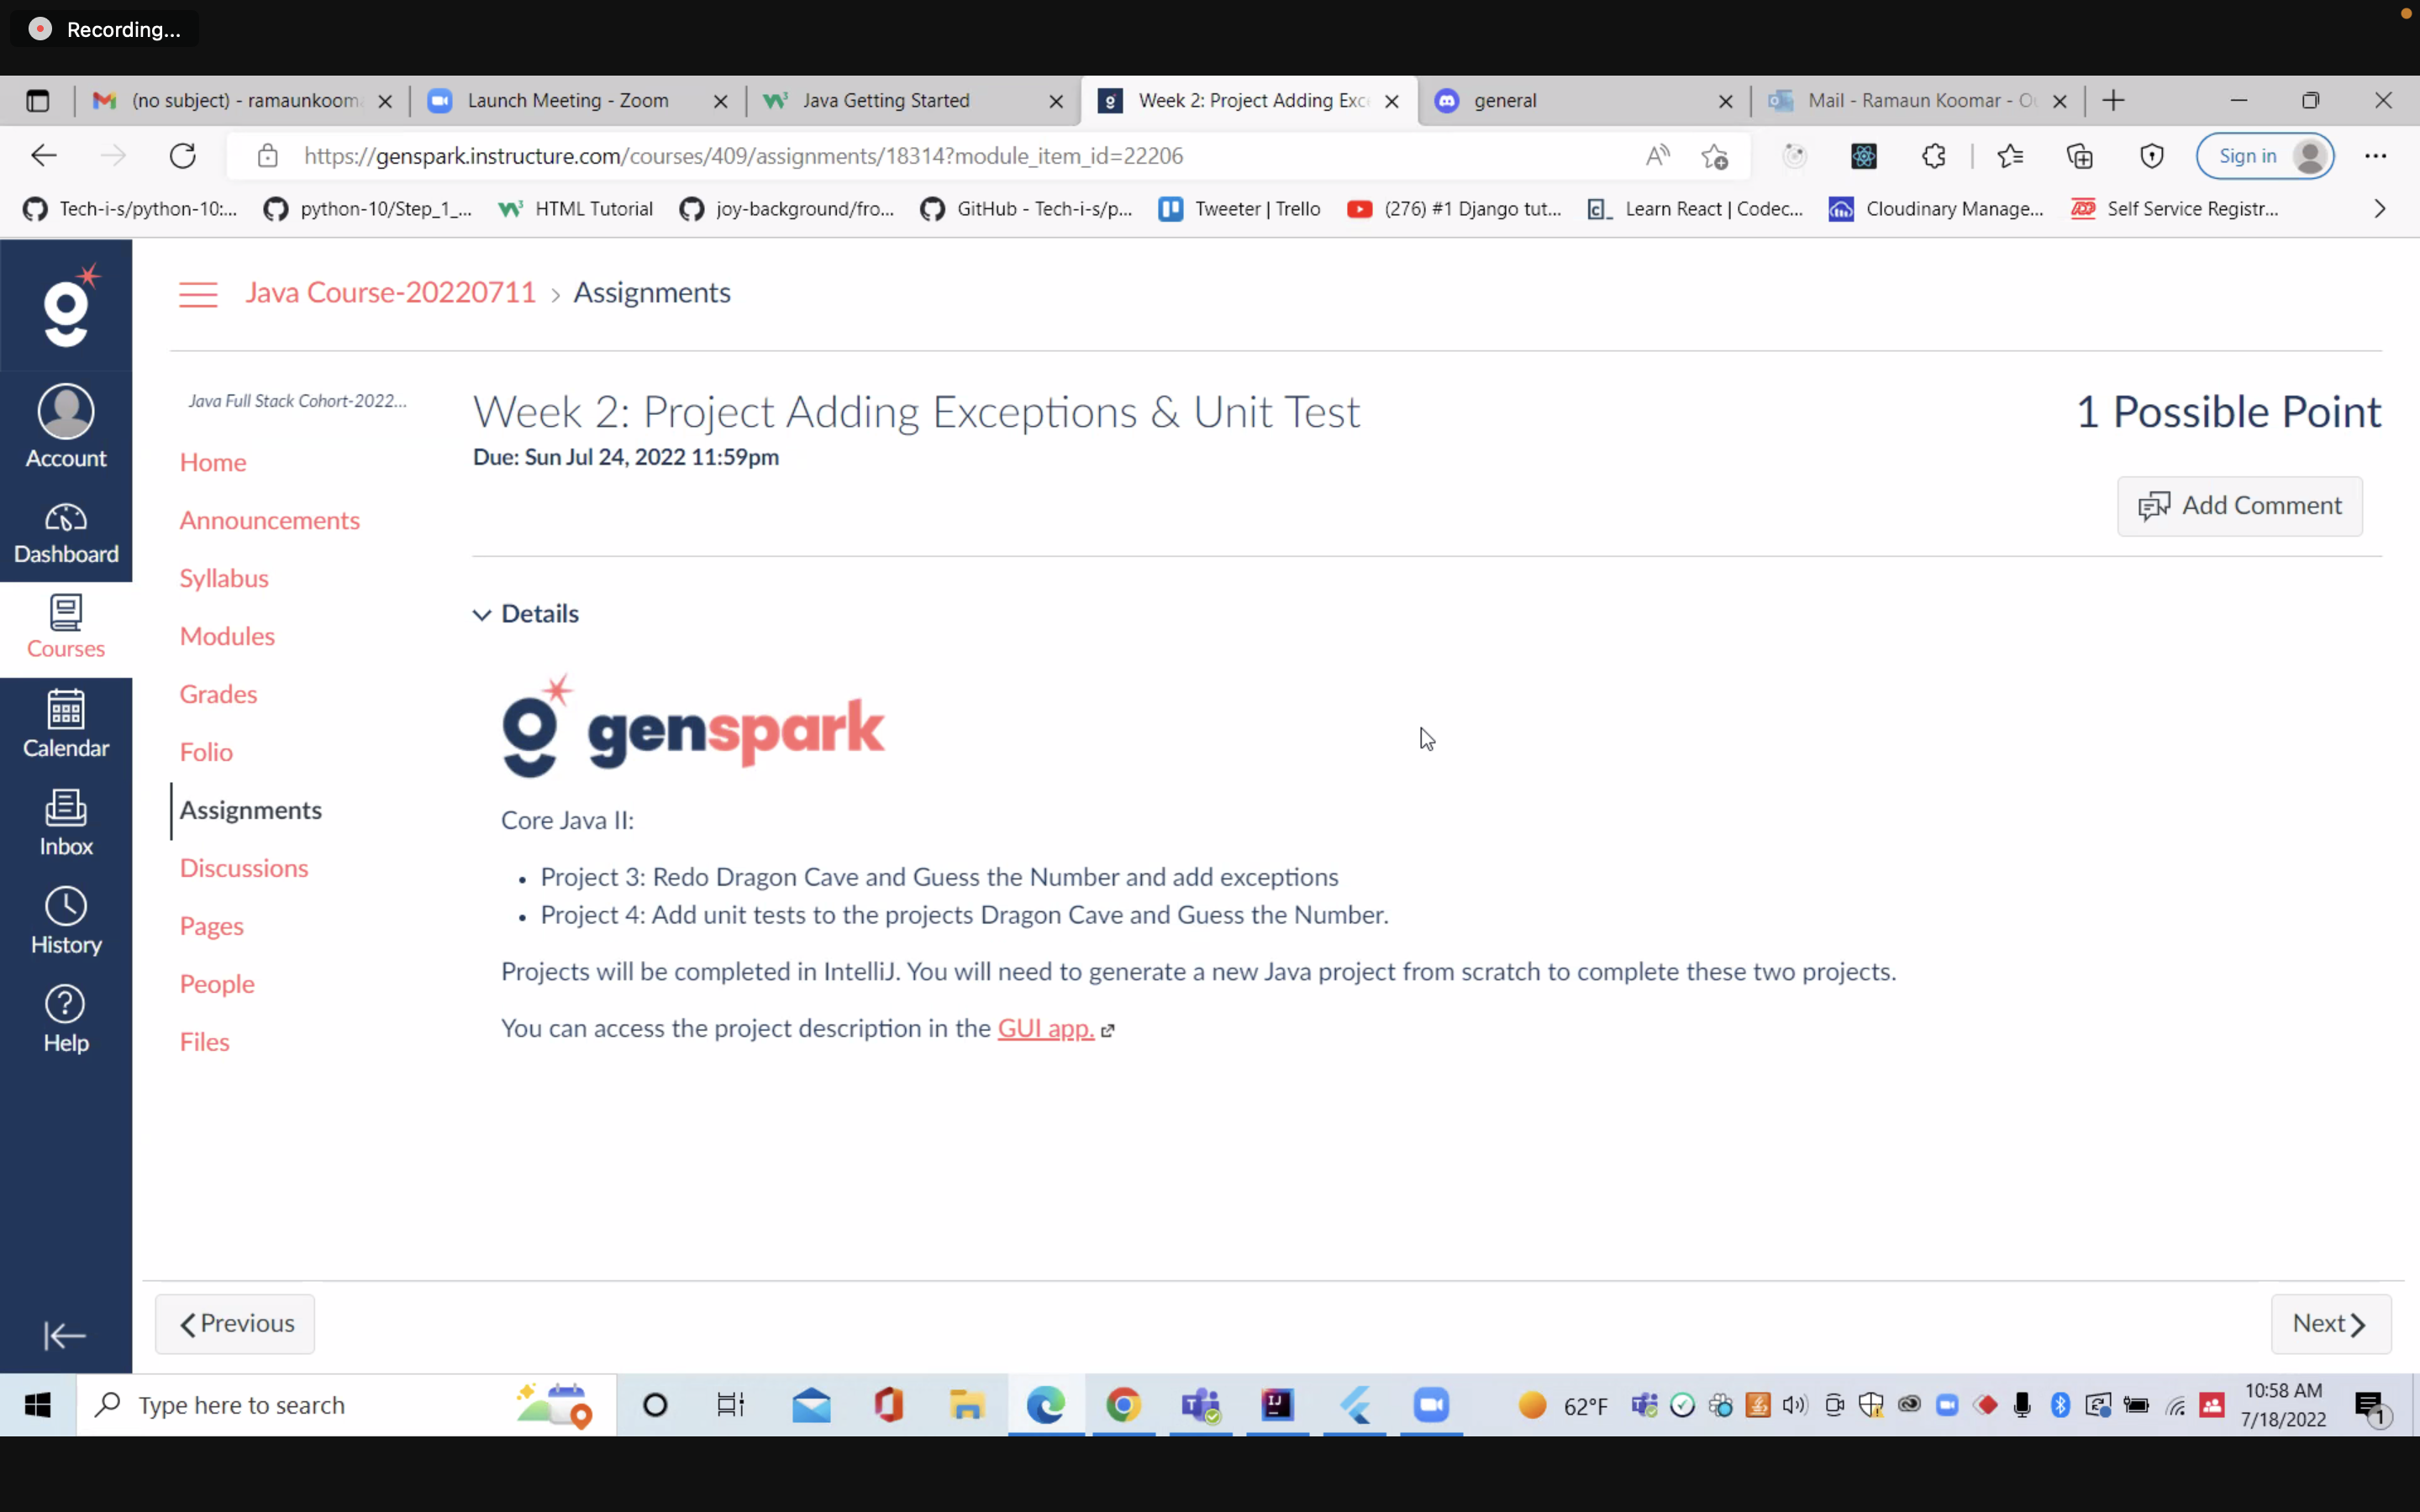 Recording...
(no subject) - ramaunkoom
Launch Meeting - Zoom
Java Getting Started
Week 2: Project Adding Exc
general
Mail - Ramaun Koomar - O
https://genspark.instructure.com/courses/409/assignments/18314?module_item_id=22206
Sign in
Tech-i-s/python-10:...
python-10/Step_1_...
HTML Tutorial
joy-background/fro...
GitHub - Tech-i-s/p...
Tweeter | Trello
(276) #1 Django tut...
Learn React | Codec...
Cloudinary Manage...
Self Service Registr...
Java Course-20220711 › Assignments
Account
Dashboard
Courses
Calendar
Inbox
History
Help
Java Full Stack Cohort-2022...
Home
Announcements
Syllabus
Modules
Grades
Folio
Assignments
Discussions
Pages
People
Files
Week 2: Project Adding Exceptions & Unit Test
Due: Sun Jul 24, 2022 11:59pm
1 Possible Point
Add Comment
Details
genspark
Core Java II:
• Project 3: Redo Dragon Cave and Guess the Number and add exceptions
• Project 4: Add unit tests to the projects Dragon Cave and Guess the Number.
Projects will be completed in IntelliJ. You will need to generate a new Java project from scratch to complete these two projects.
You can access the project description in the GUI app.
Previous
Next
Type here to search
62°F
10:58 AM
7/18/2022
1